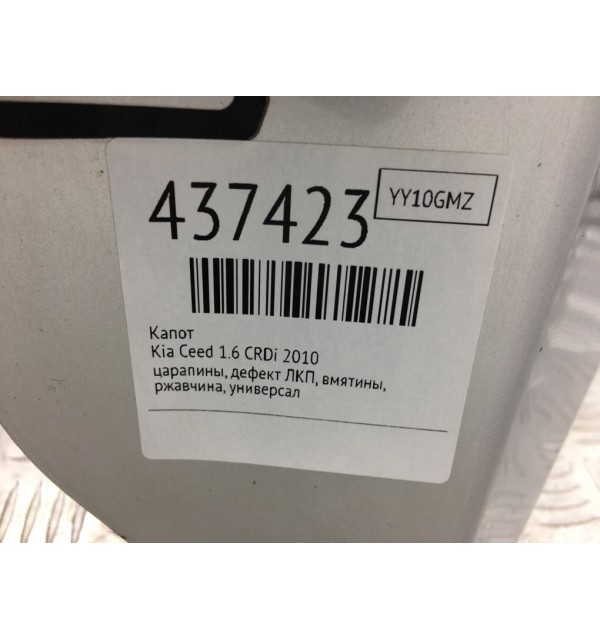 437423
YY10GMZ
Капот
Kia Ceed 1.6 CRDi 2010
царапины, дефект ЛКП, вмятины,
ржавчина, универсал